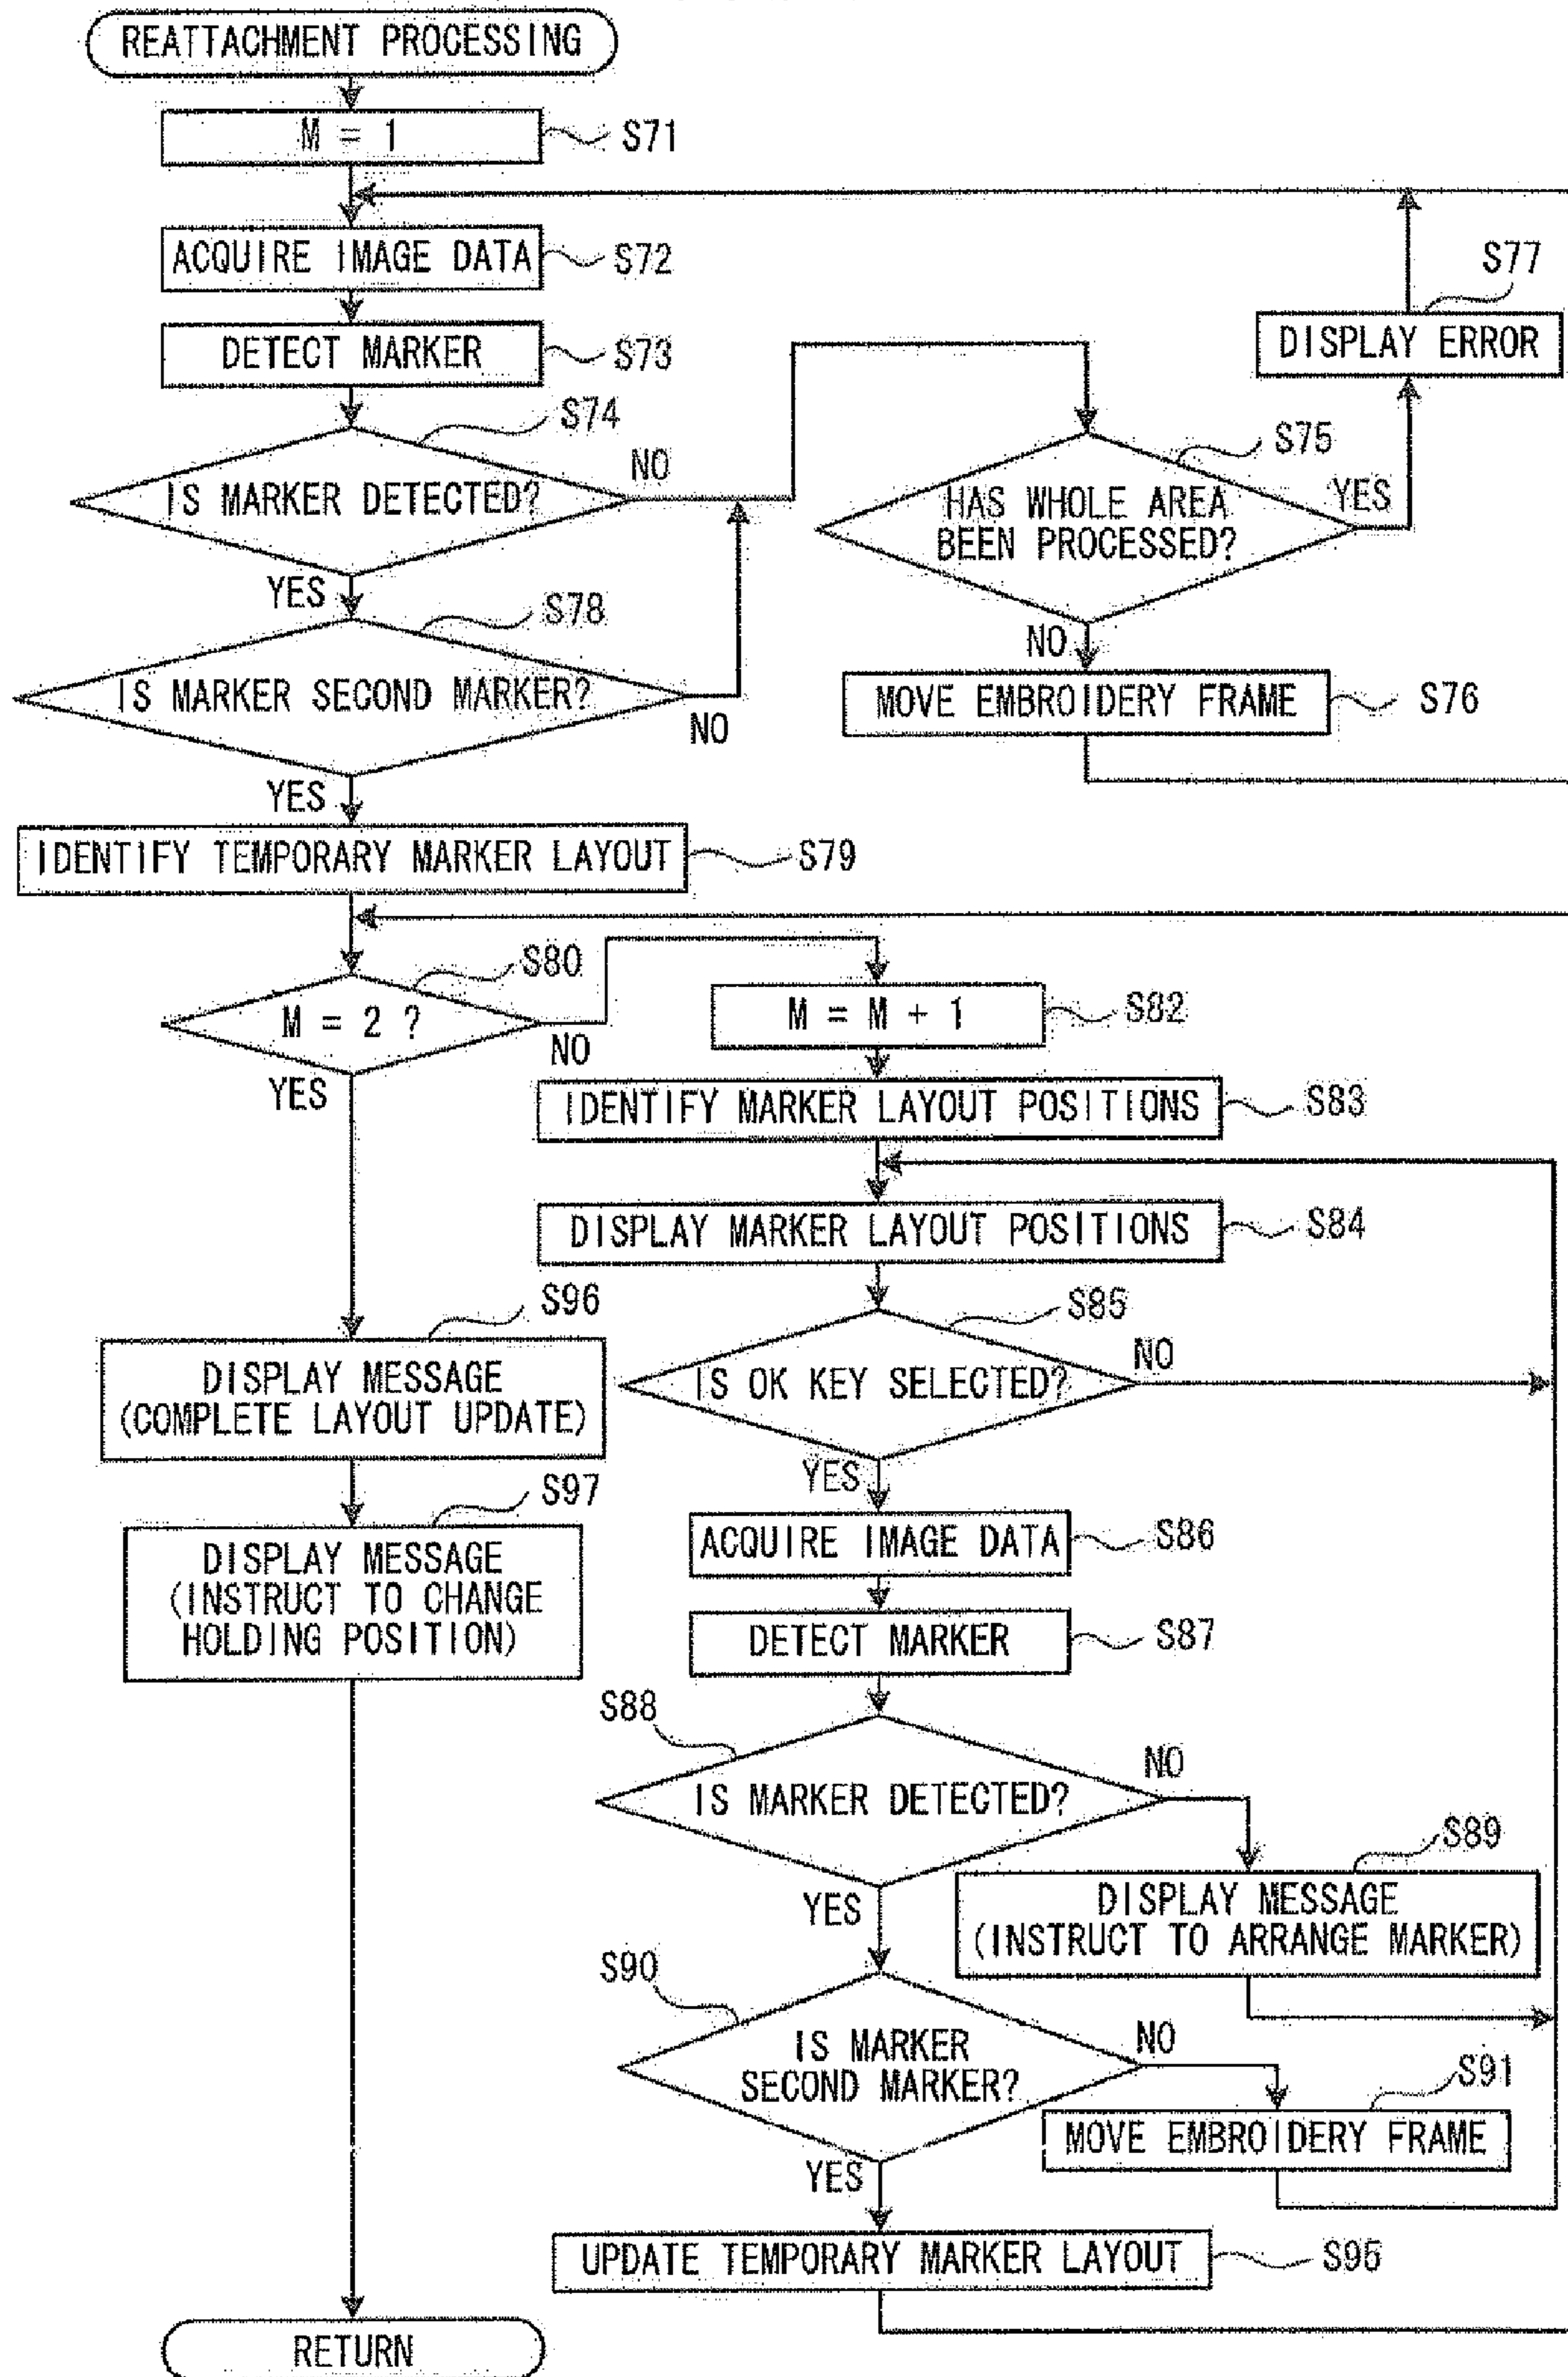 REATTACHMENT PROCESSING
M = 1
S71
ACQUIRE IMAGE DATA
S72
S77
DISPLAY ERROR
DETECT MARKER
S73
S74
IS MARKER DETECTED?
NO
S75
HAS WHOLE AREA
BEEN PROCESSED?
YES
YES
S78
IS MARKER SECOND MARKER?
NO
NO
MOVE EMBROIDERY FRAME
S76
YES
IDENTIFY TEMPORARY MARKER LAYOUT
S79
S80
M = 2 ?
NO
YES
M = M + 1
S82
IDENTIFY MARKER LAYOUT POSITIONS
S83
DISPLAY MARKER LAYOUT POSITIONS
S84
S85
IS OK KEY SELECTED?
NO
YES
S96
DISPLAY MESSAGE
(COMPLETE LAYOUT UPDATE)
S97
DISPLAY MESSAGE
(INSTRUCT TO CHANGE
HOLDING POSITION)
ACQUIRE IMAGE DATA
S86
DETECT MARKER
S87
S88
IS MARKER DETECTED?
NO
YES
S89
DISPLAY MESSAGE
(INSTRUCT TO ARRANGE MARKER)
S90
IS MARKER
SECOND MARKER?
NO
YES
S91
MOVE EMBROIDERY FRAME
UPDATE TEMPORARY MARKER LAYOUT
S95
RETURN